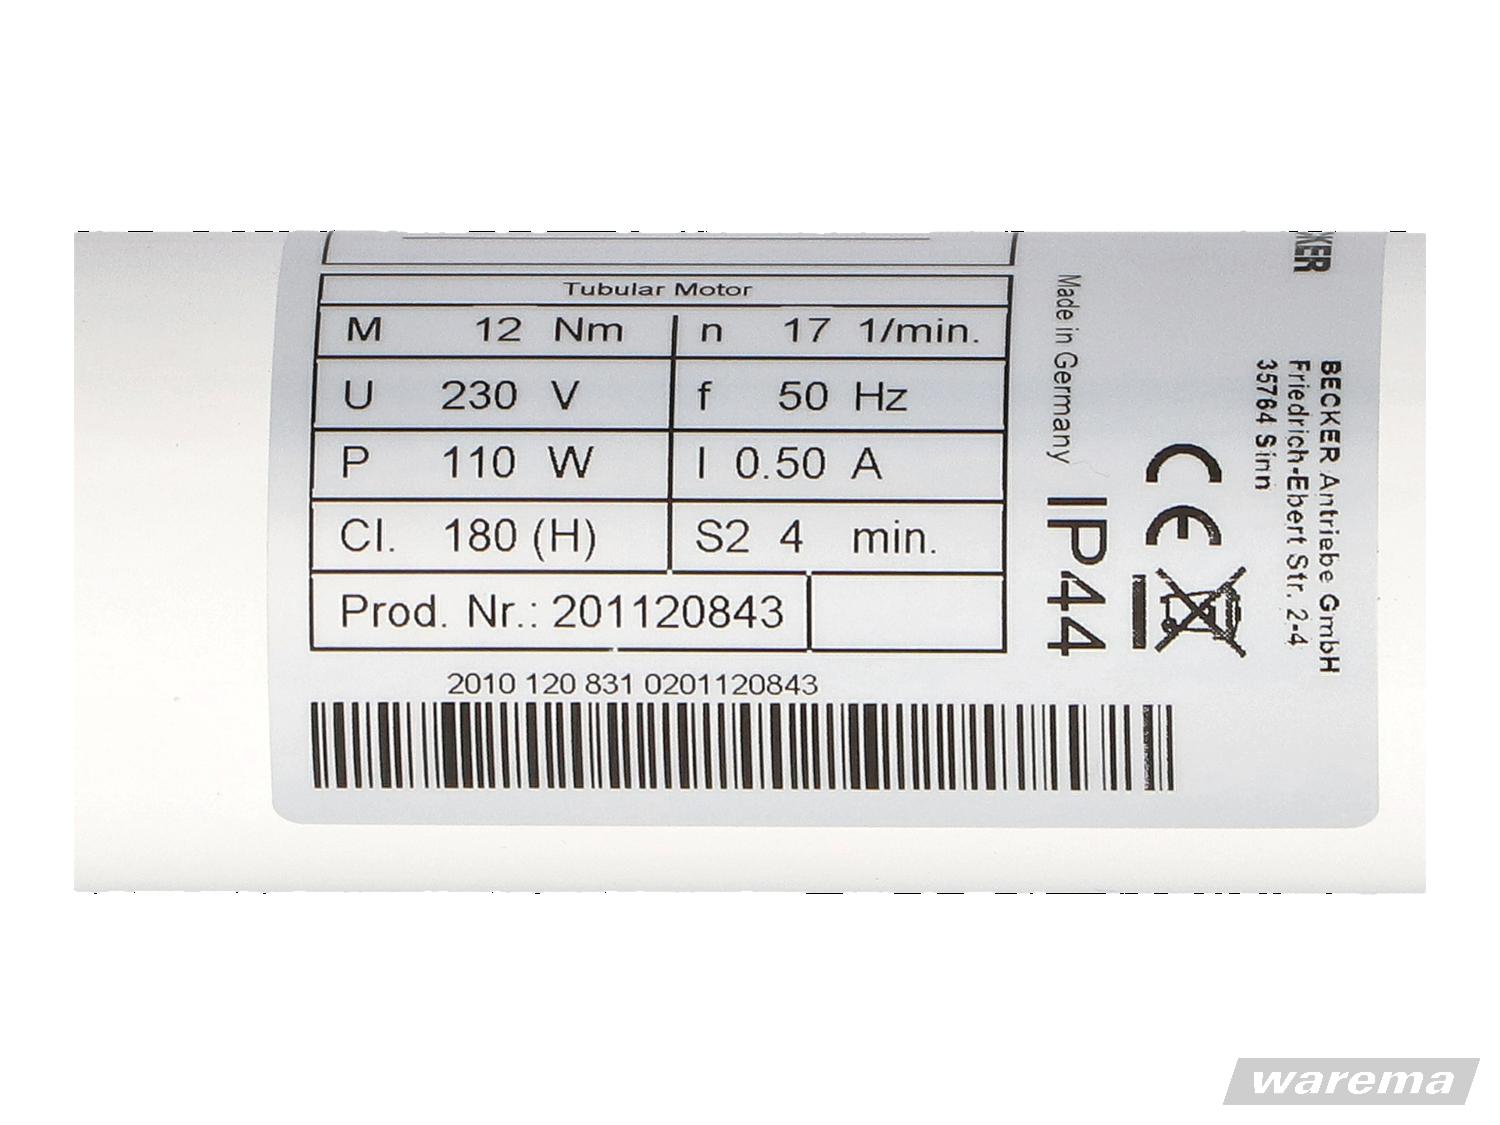 Tubular Motor
M 12 Nm n 17 1/min.
U 230 V f 50 Hz
P 110 W I 0.50 A
Cl. 180 (H) S2 4 min.
Prod. Nr.: 201120843
2010 120 831 0201120843
Made in Germany
IP44
CE
BECKER Antriebe GmbH
Friedrich-Ebert Str. 2-4
35764 Sinn
warema